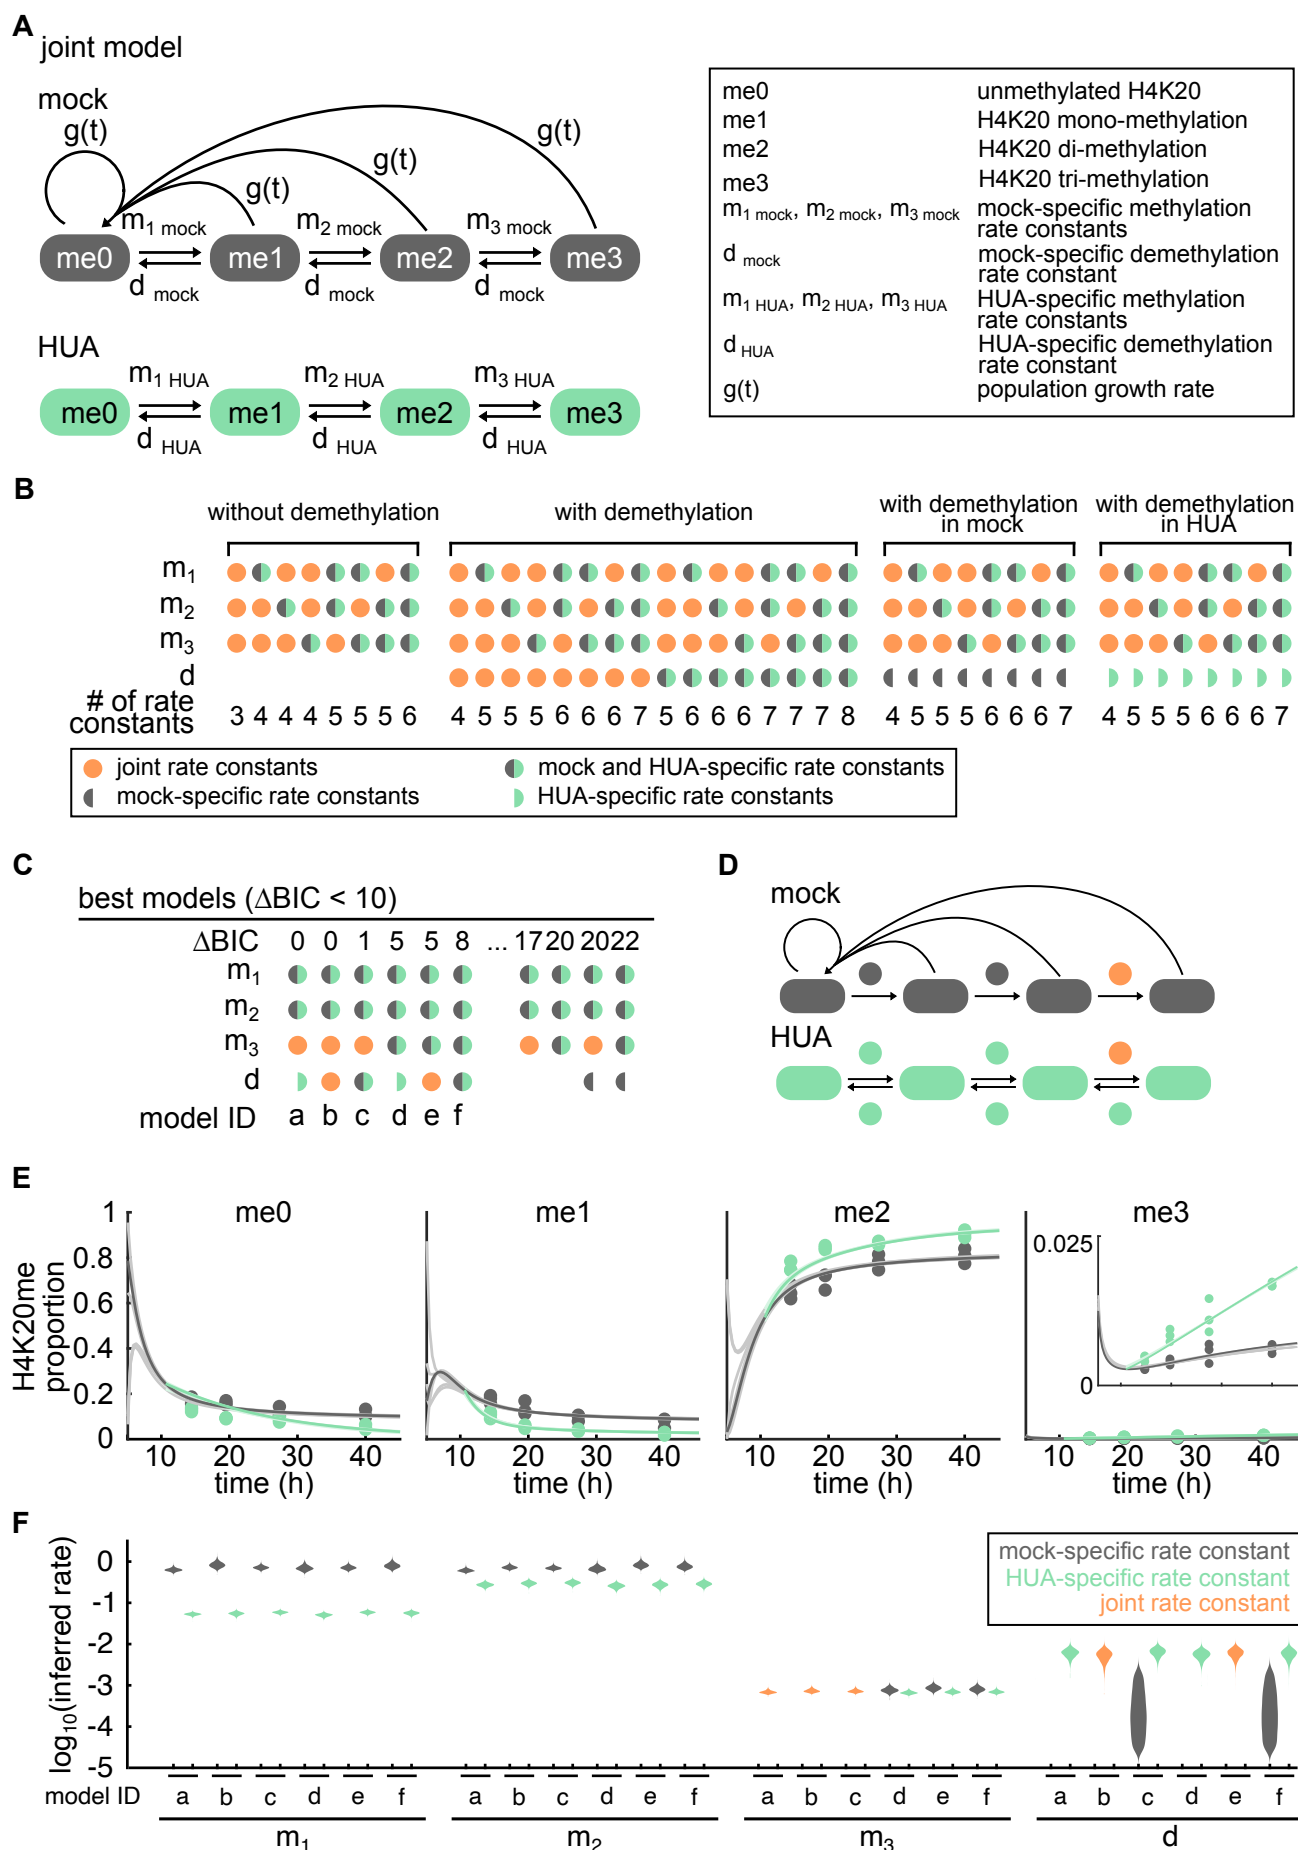 A
joint model
mock
g(t)
g(t)
g(t)
g(t)
m1 mock
m2 mock
m3 mock
me0
me1
me2
me3
d mock
d mock
d mock
HUA
m1 HUA
m2 HUA
m3 HUA
me0
me1
me2
me3
d HUA
d HUA
d HUA
me0 unmethylated H4K20
me1 H4K20 mono-methylation
me2 H4K20 di-methylation
me3 H4K20 tri-methylation
m1 mock, m2 mock, m3 mock mock-specific methylation
rate constants
d mock mock-specific demethylation
rate constant
m1 HUA, m2 HUA, m3 HUA HUA-specific methylation
rate constants
d HUA HUA-specific demethylation
rate constant
g(t) population growth rate
B
without demethylation
with demethylation
with demethylation
in mock
with demethylation
in HUA
m1
m2
m3
d
# of rate
constants
3 4 4 4 5 5 5 6 4 5 5 5 6 6 6 7 5 6 6 6 7 7 7 8 4 5 5 5 6 6 6 7 4 5 5 5 6 6 6 7
joint rate constants
mock and HUA-specific rate constants
mock-specific rate constants
HUA-specific rate constants
C
best models (ΔBIC < 10)
ΔBIC 0 0 1 5 5 8 ... 17 20 20 22
m1
m2
m3
d
model ID a b c d e f
D
mock
HUA
E
me0
me1
me2
me3
H4K20me
proportion
1
0.8
0.6
0.4
0.2
0
0.025
0
10 20 30 40
10 20 30 40
10 20 30 40
10 20 30 40
time (h)
time (h)
time (h)
time (h)
F
log10(inferred rate)
0
-1
-2
-3
-4
-5
mock-specific rate constant
HUA-specific rate constant
joint rate constant
model ID a b c d e f a b c d e f a b c d e f a b c d e f
m1 m2 m3 d